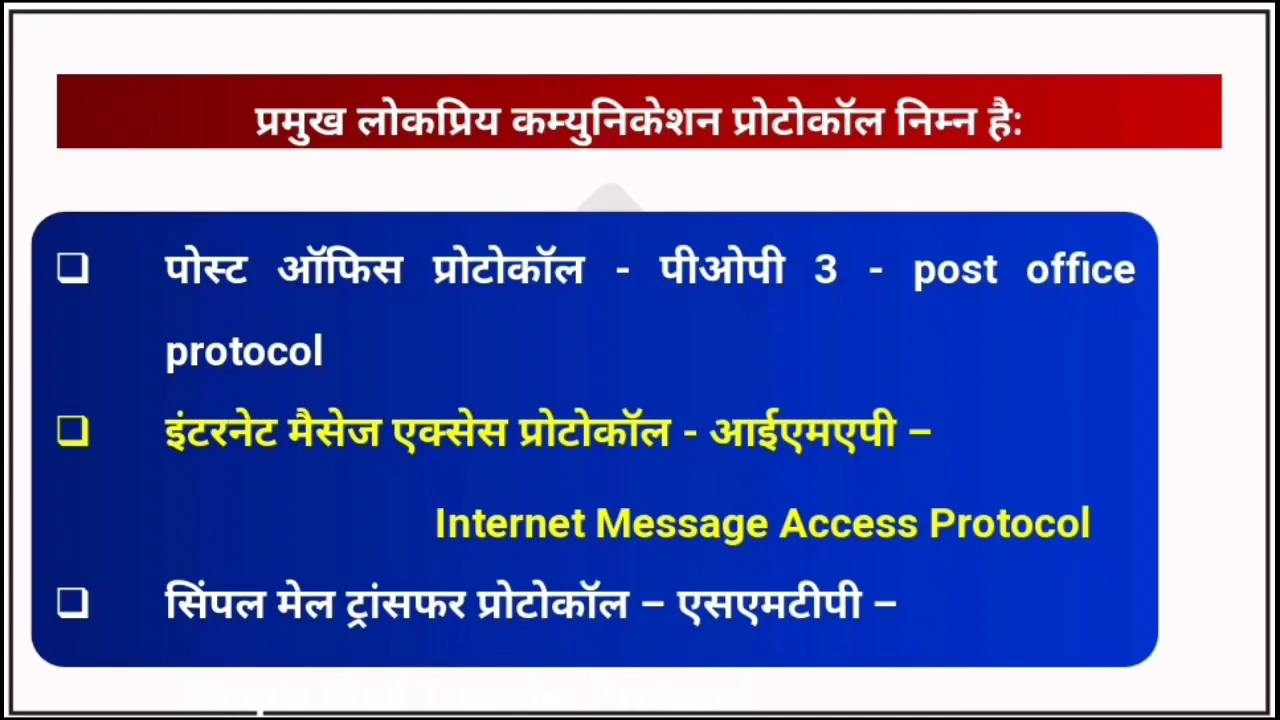 प्रमुख लोकप्रिय कम्युनिकेशन प्रोटोकॉल निम्न है:
❑ पोस्ट ऑफिस प्रोटोकॉल - पीओपी 3 - post office
protocol
❑ इंटरनेट मैसेज एक्सेस प्रोटोकॉल - आईएमएपी –
Internet Message Access Protocol
❑ सिंपल मेल ट्रांसफर प्रोटोकॉल – एसएमटीपी –